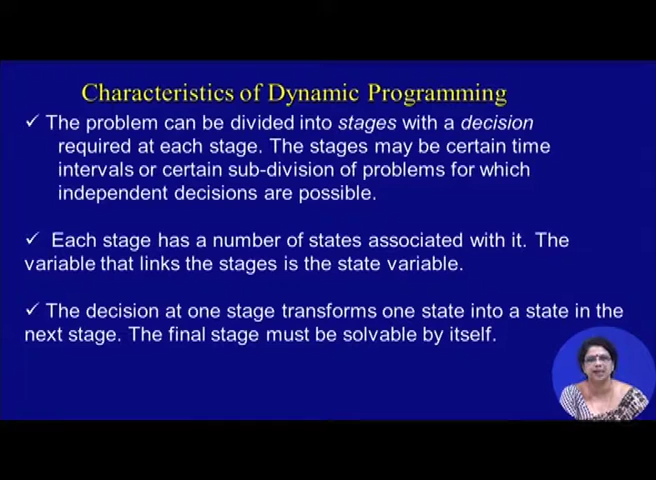 Characteristics of Dynamic Programming
✓ The problem can be divided into stages with a decision
required at each stage. The stages may be certain time
intervals or certain sub-division of problems for which
independent decisions are possible.
✓ Each stage has a number of states associated with it. The
variable that links the stages is the state variable.
✓ The decision at one stage transforms one state into a state in the
next stage. The final stage must be solvable by itself.